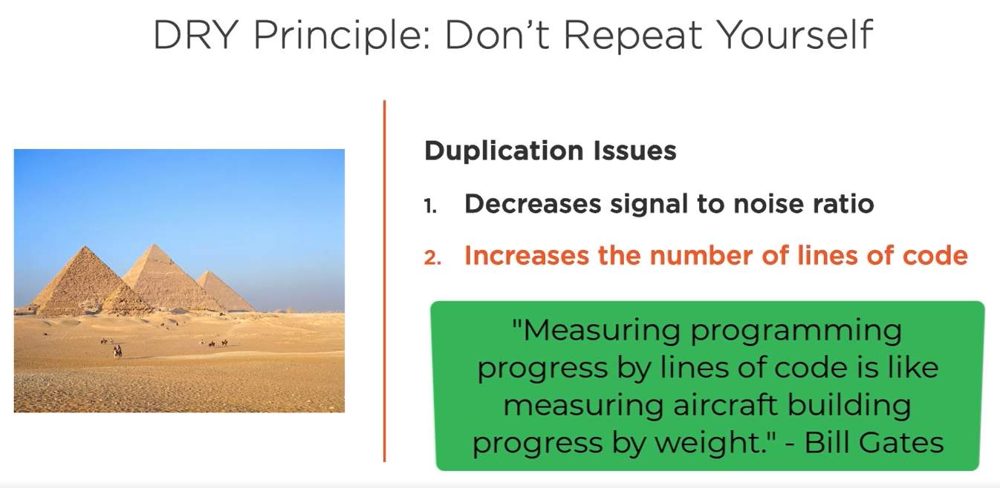 DRY Principle: Don’t Repeat Yourself
Duplication Issues
1. Decreases signal to noise ratio
2. Increases the number of lines of code
"Measuring programming
progress by lines of code is like
measuring aircraft building
progress by weight." - Bill Gates